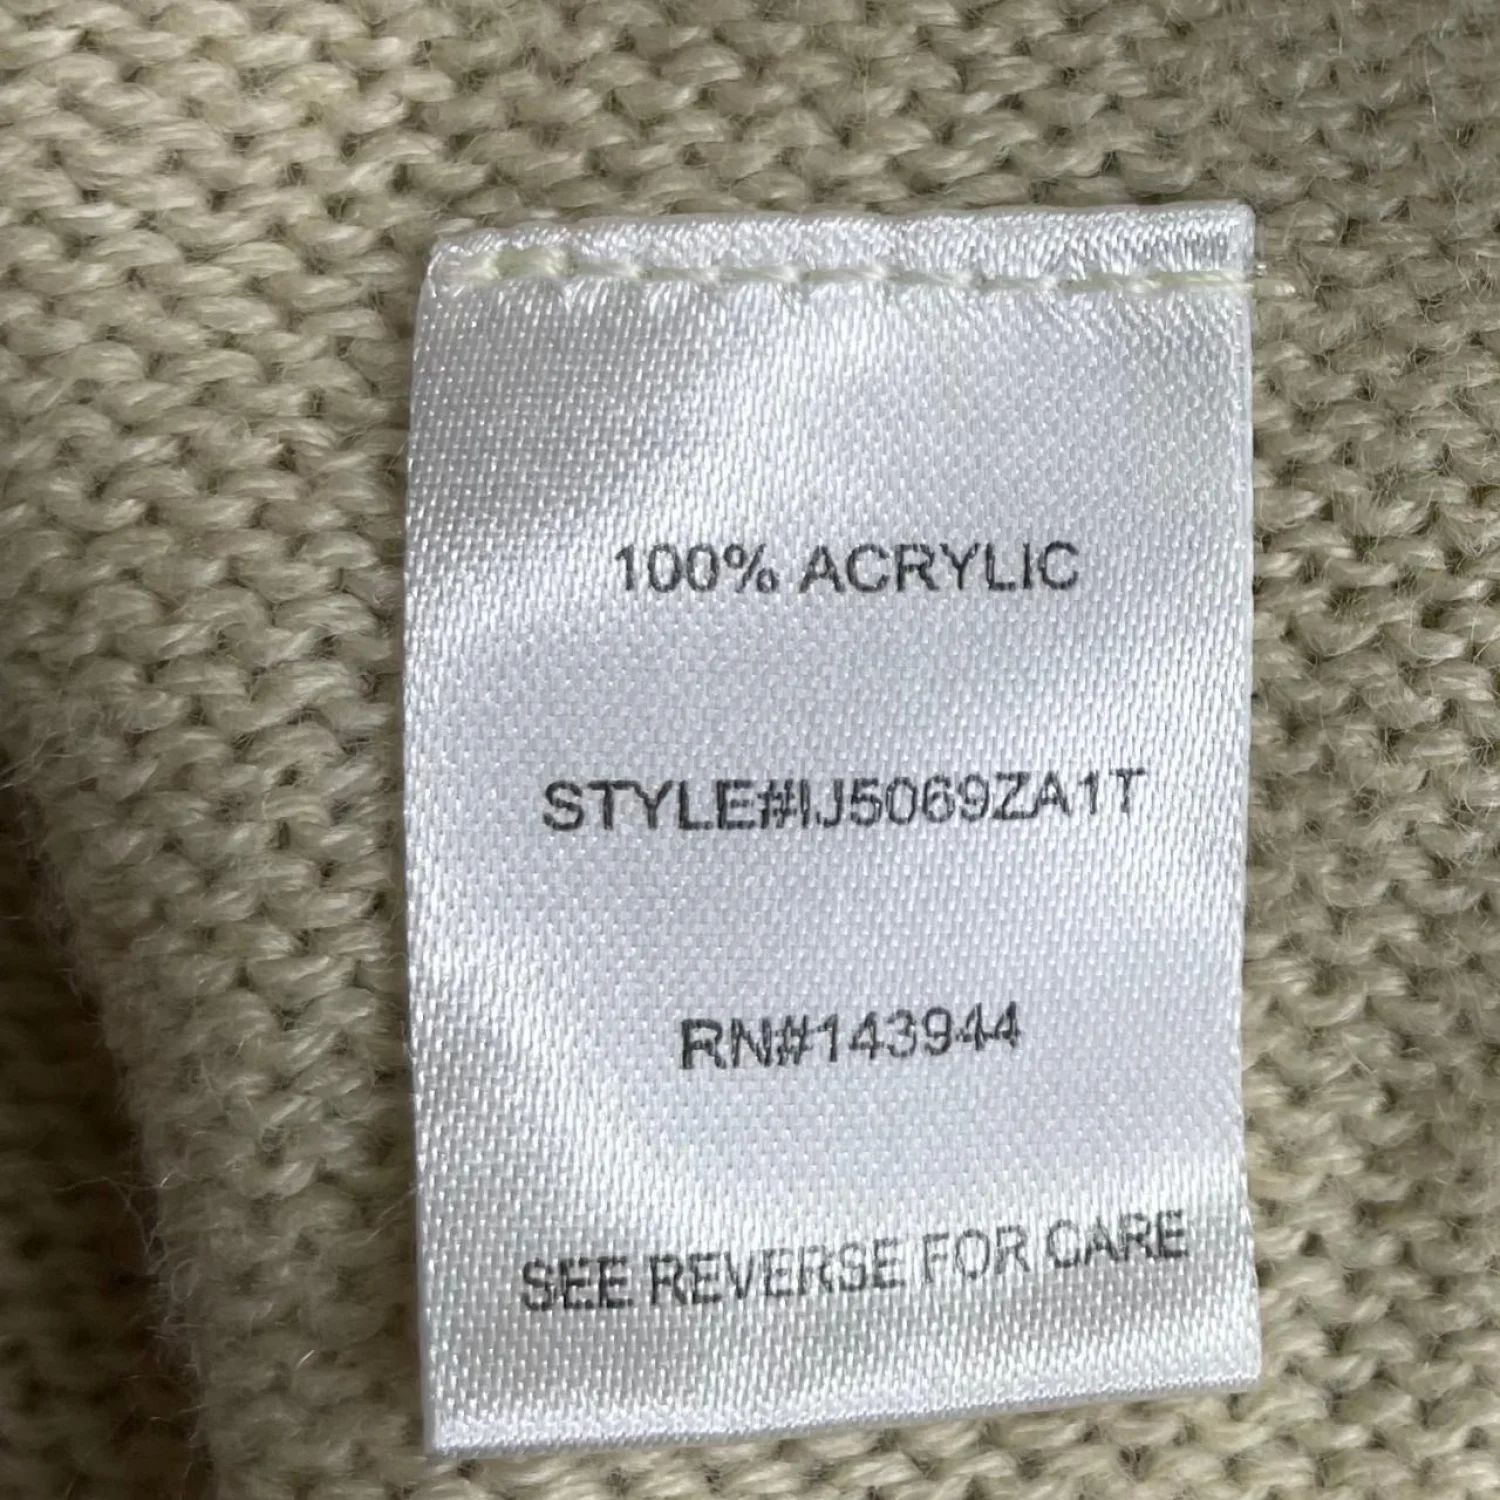 100% ACRYLIC
STYLE#IJ5069ZA1T
RN#143944
SEE REVERSE FOR CARE